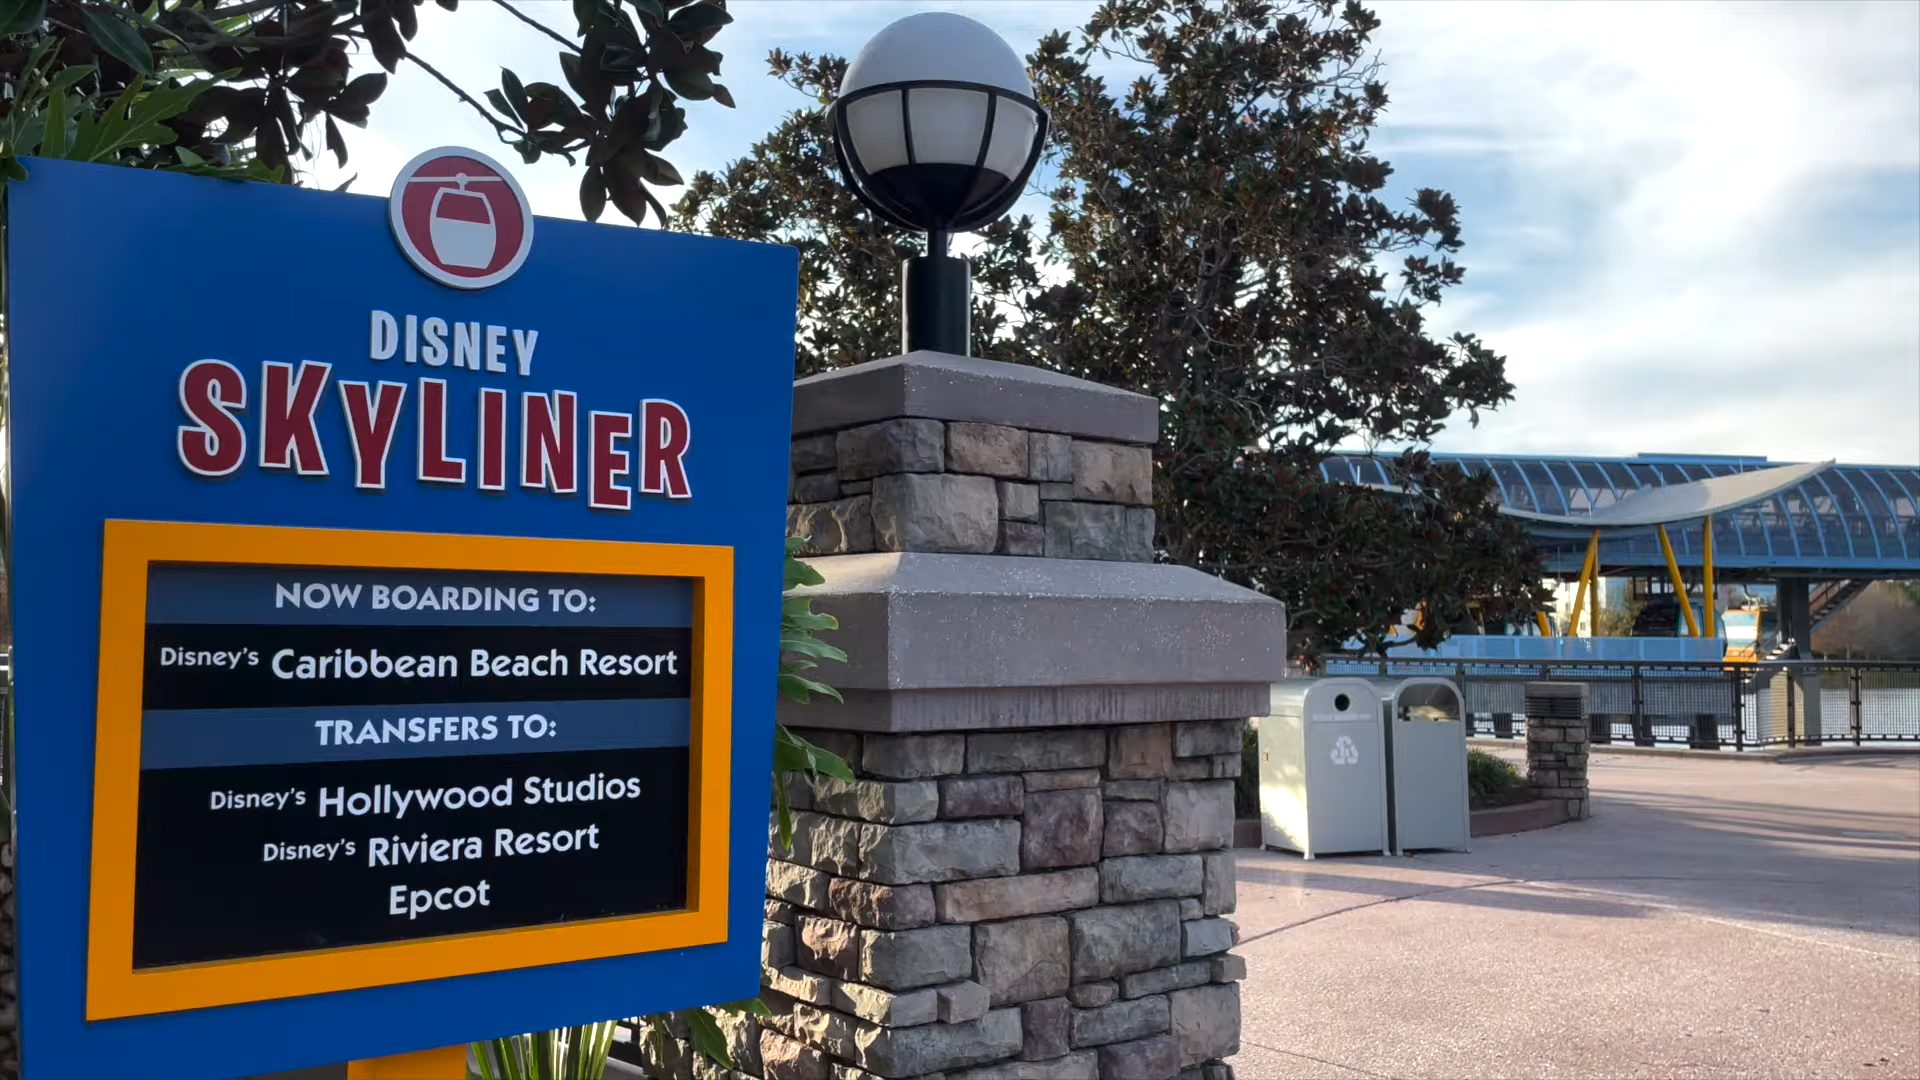 DISNEY
SKYLINER
NOW BOARDING TO:
Disney's Caribbean Beach Resort
TRANSFERS TO:
Disney's Hollywood Studios
Disney's Riviera Resort
Epcot